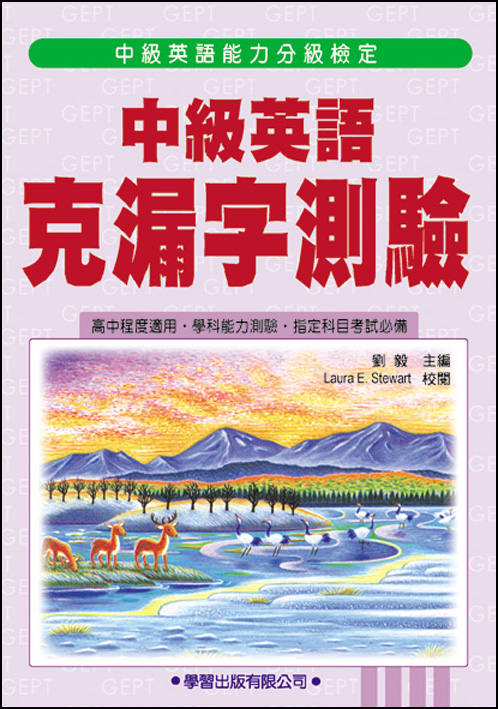 中級英語能力分級檢定
中級英語
克漏字測驗
高中程度適用・學科能力測驗・指定科目考試必備
劉毅 主編
Laura E. Stewart 校閱
• 學習出版有限公司 •
GEPT